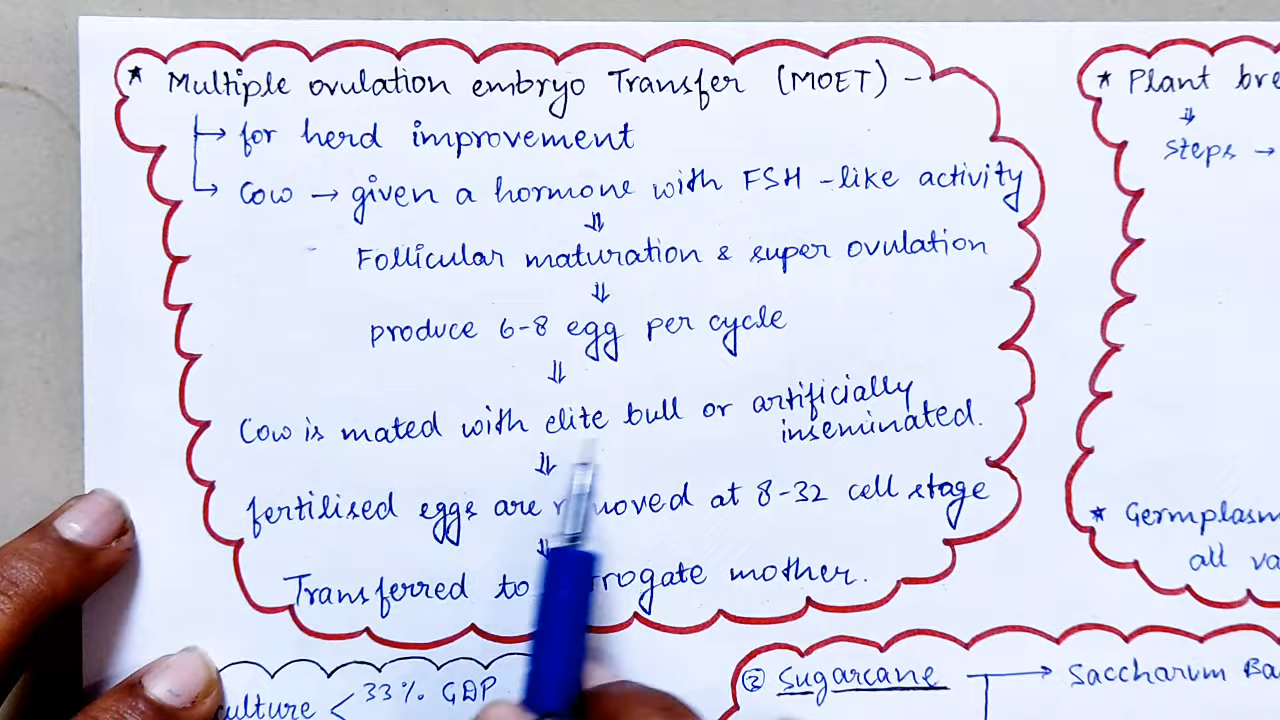 * Multiple ovulation embryo Transfer (MOET) -
→ for herd improvement
→ Cow → given a hormone with FSH -like activity
⇓
Follicular maturation & super ovulation
⇓
produce 6-8 egg per cycle
⇓
Cow is mated with elite bull or artificially
inseminated.
⇓
fertilised eggs are removed at 8-32 cell stage
⇓
Transferred to surrogate mother.
culture < 33% GDP
* Plant bre
⇓
steps →
* Germplasm
all va
② Sugarcane → Saccharum Ba